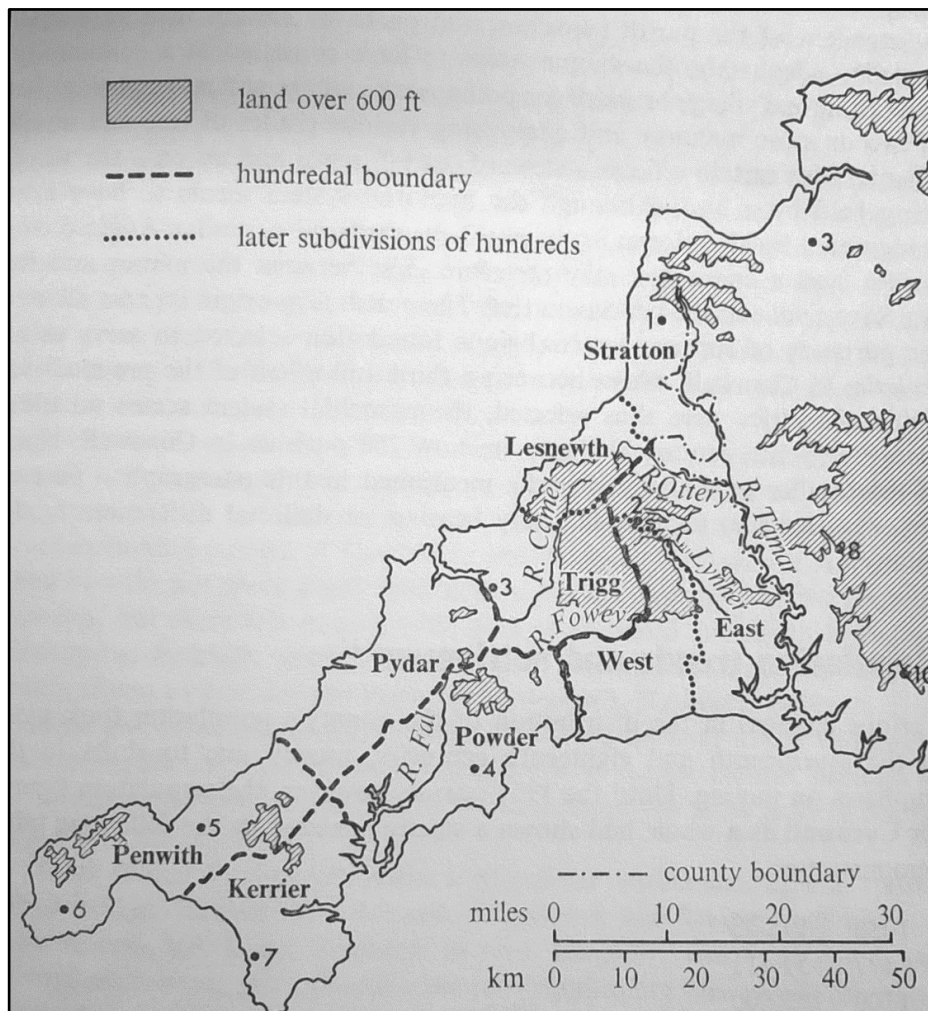 land over 600 ft
hundredal boundary
later subdivisions of hundreds
3
1
Stratton
Lesnewth
R. Ottery
R. Tamar
R. Camel
2
R. Lynher
8
3
Trigg
R. Fowey
East
West
Pydar
R. Fal
Powder
4
5
Penwith
Kerrier
county boundary
6
miles 0 10 20 30
7
km 0 10 20 30 40 50